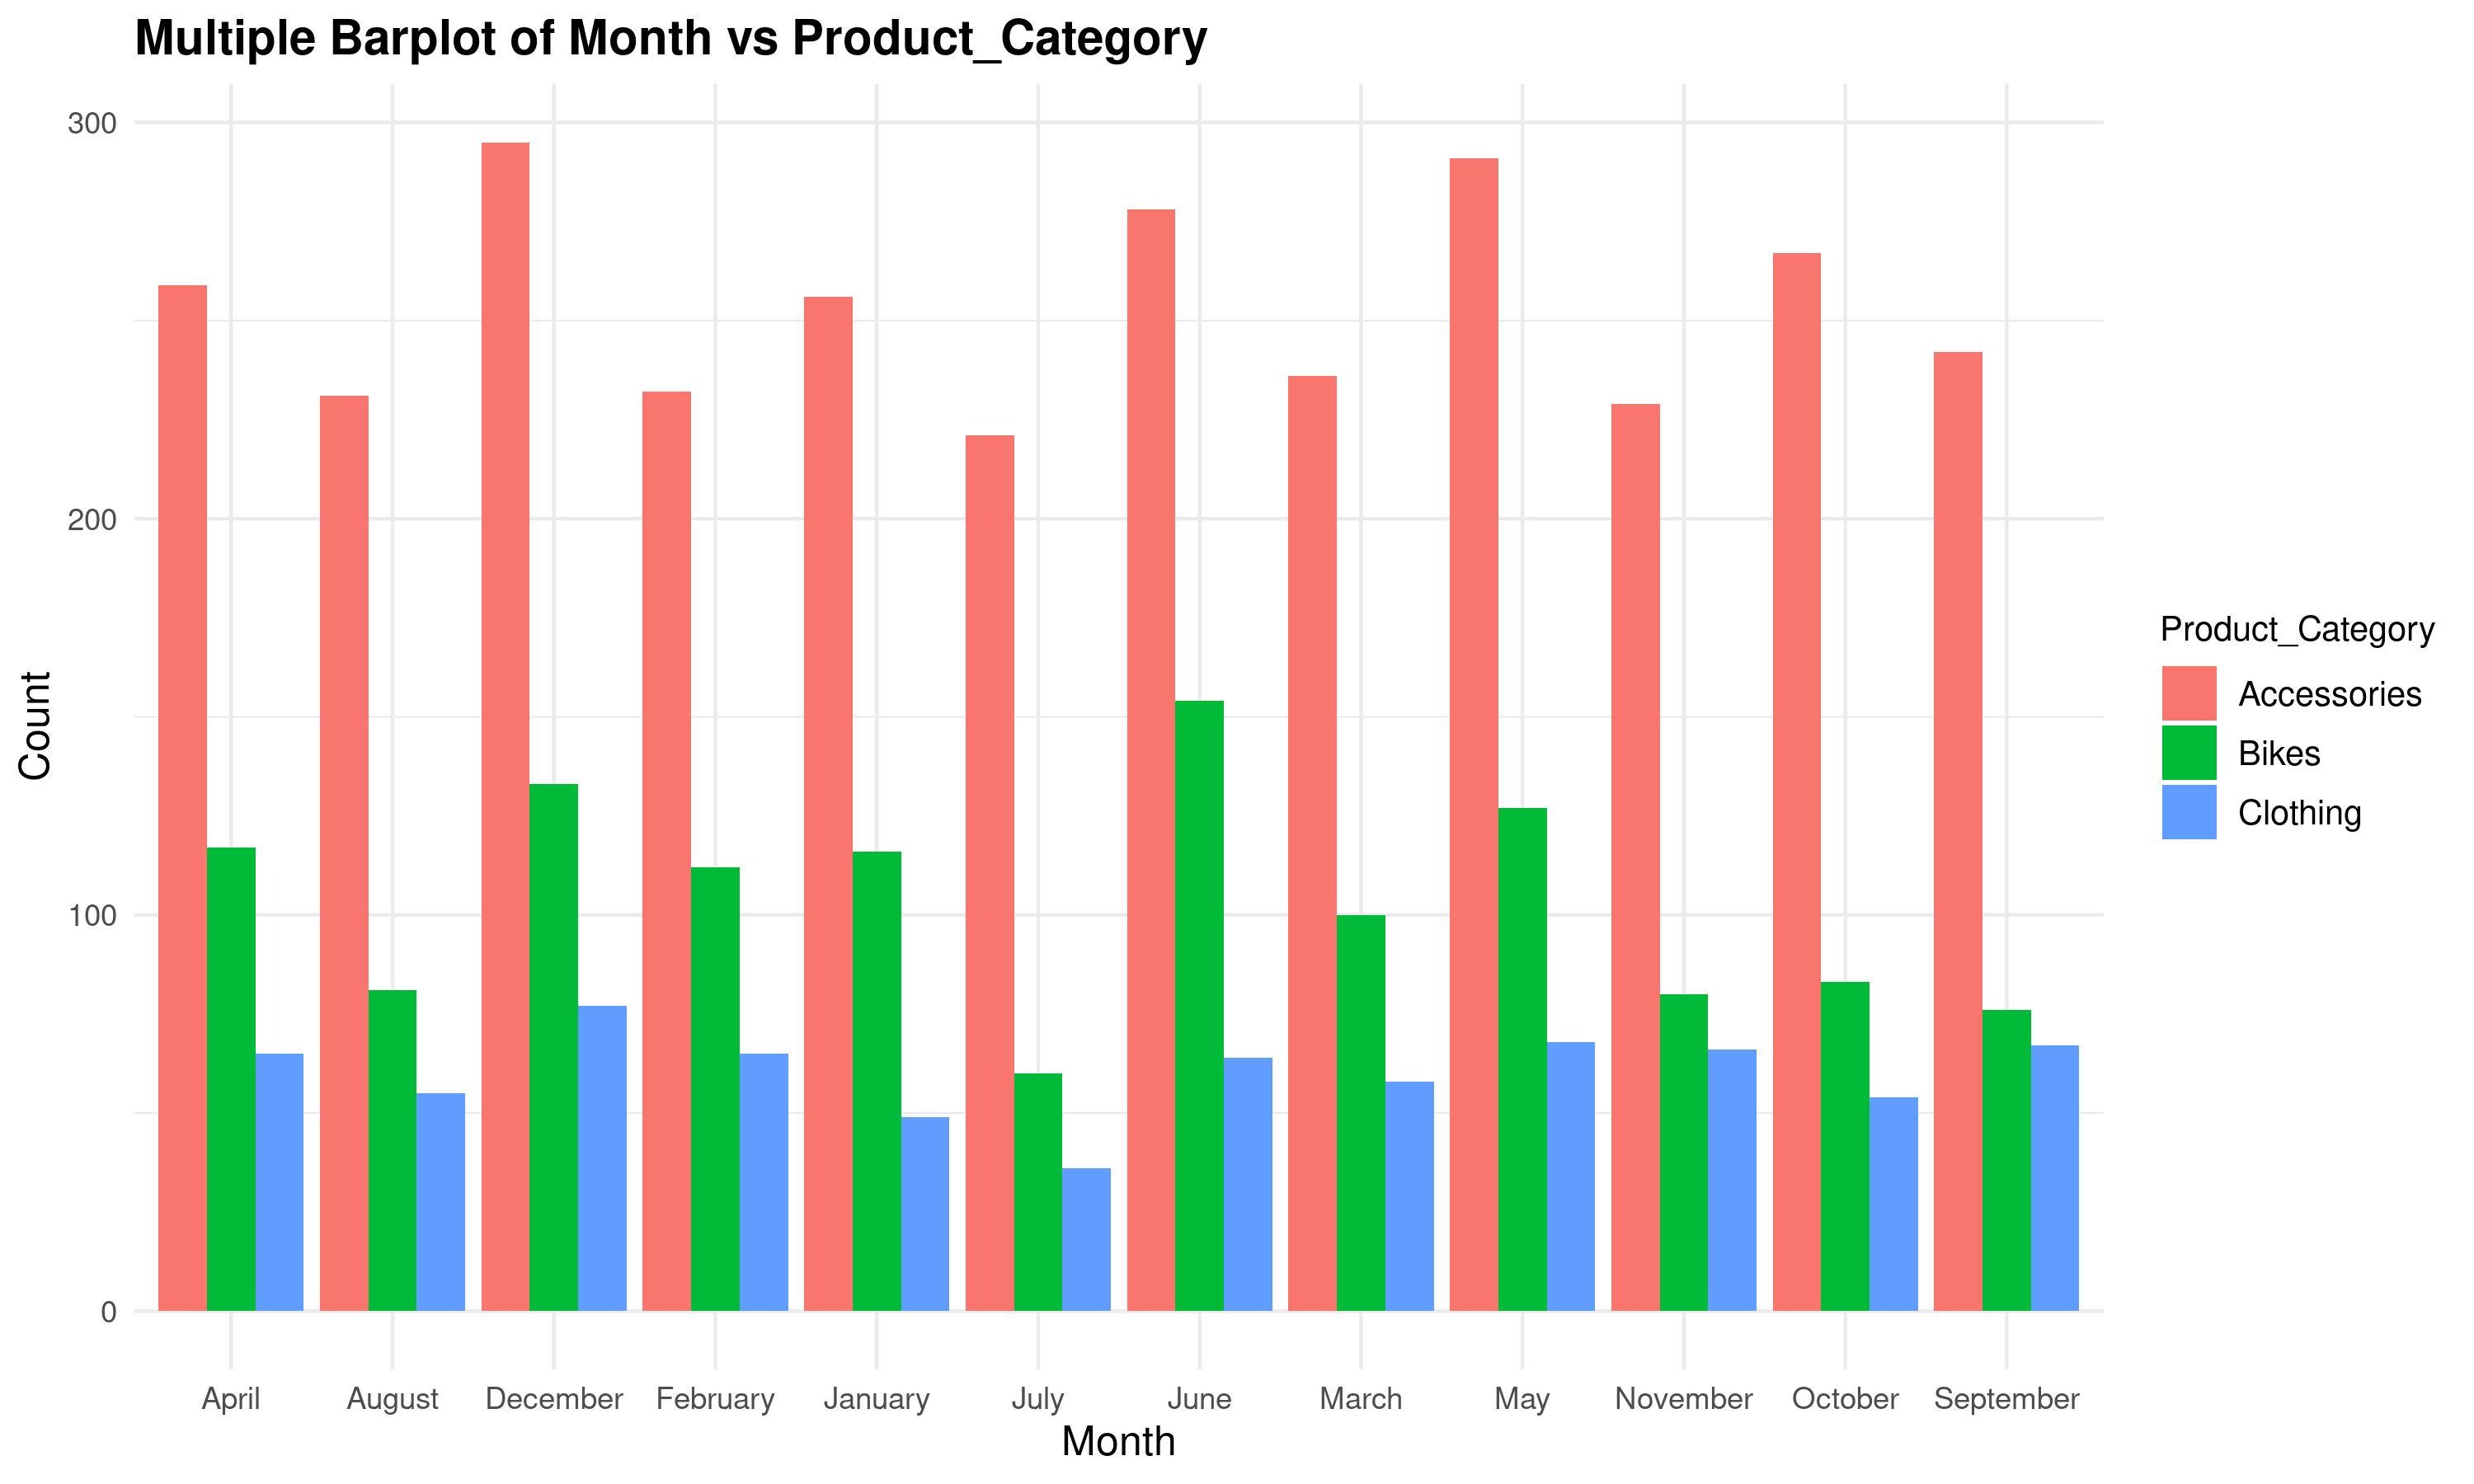 Multiple Barplot of Month vs Product_Category
300
200
100
0
Count
April August December February January July June March May November October September
Month
Product_Category
Accessories
Bikes
Clothing